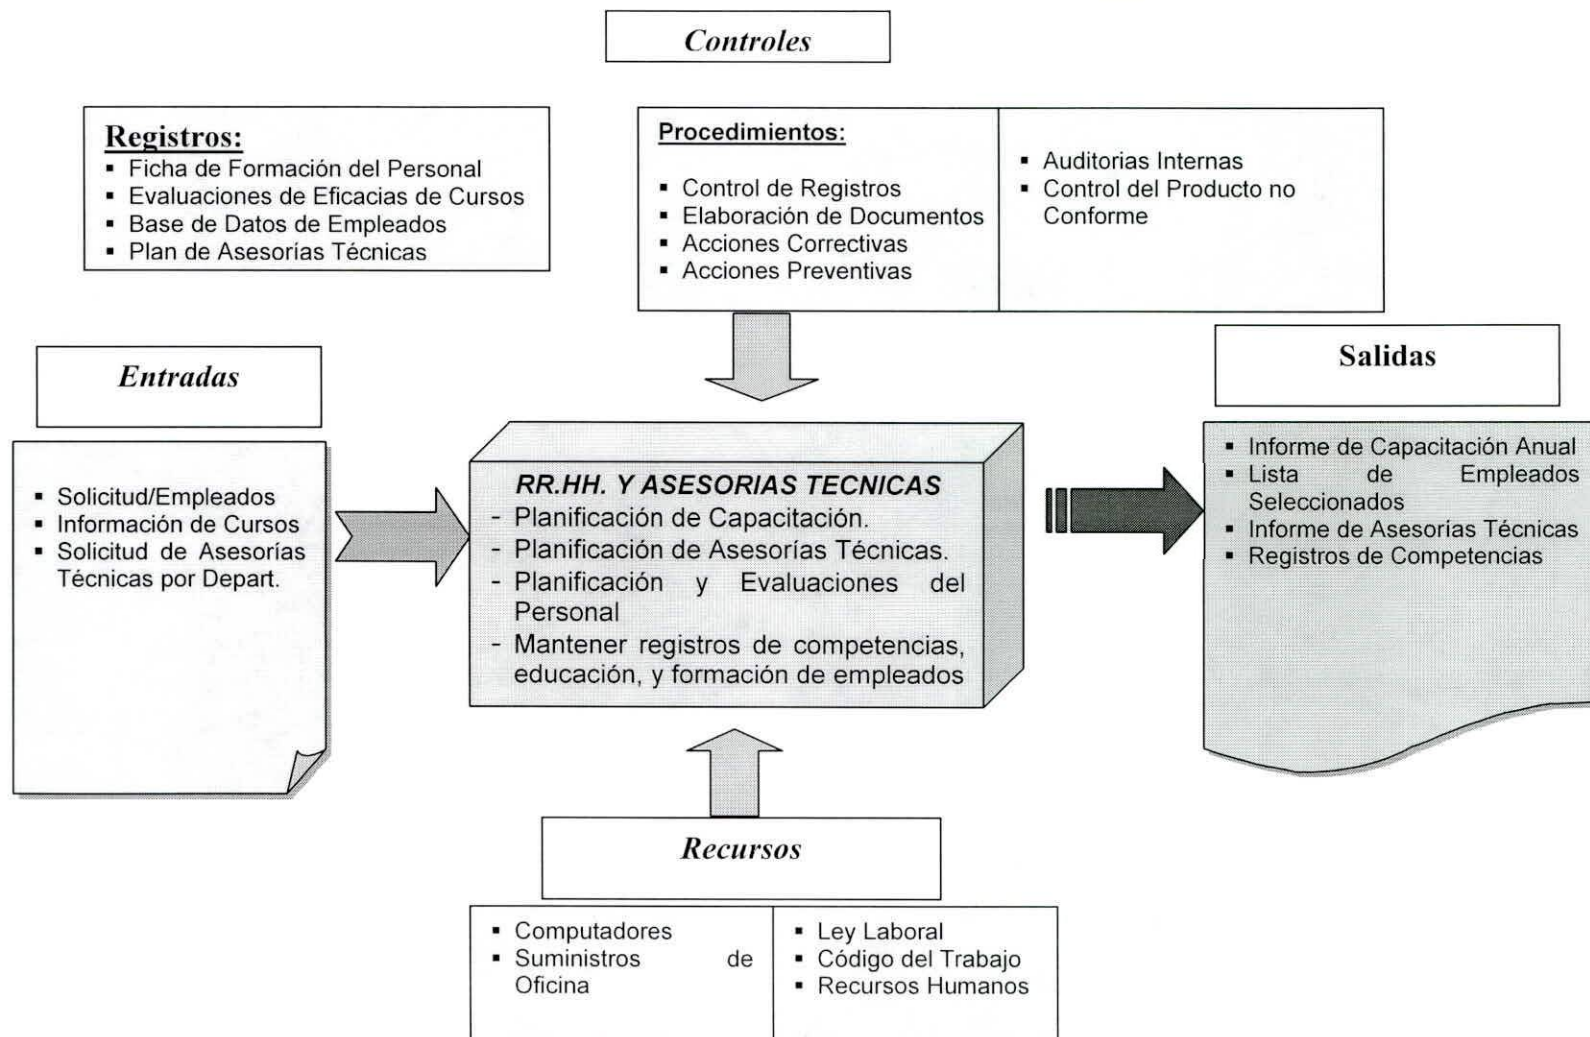 Controles
Registros:
▪ Ficha de Formación del Personal
▪ Evaluaciones de Eficacias de Cursos
▪ Base de Datos de Empleados
▪ Plan de Asesorías Técnicas
Procedimientos:
▪ Control de Registros
▪ Elaboración de Documentos
▪ Acciones Correctivas
▪ Acciones Preventivas
▪ Auditorias Internas
▪ Control del Producto no
Conforme
Entradas
▪ Solicitud/Empleados
▪ Información de Cursos
▪ Solicitud de Asesorías
Técnicas por Depart.
RR.HH. Y ASESORIAS TECNICAS
- Planificación de Capacitación.
- Planificación de Asesorías Técnicas.
- Planificación y Evaluaciones del
Personal
- Mantener registros de competencias,
educación, y formación de empleados
Salidas
▪ Informe de Capacitación Anual
▪ Lista de Empleados
Seleccionados
▪ Informe de Asesorías Técnicas
▪ Registros de Competencias
Recursos
▪ Computadores
▪ Suministros de
Oficina
▪ Ley Laboral
▪ Código del Trabajo
▪ Recursos Humanos